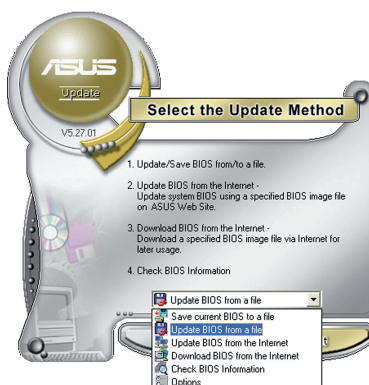 ASUS
Update
V5.27.01
Select the Update Method
1. Update/Save BIOS from/to a file.
2. Update BIOS from the Internet -
Update system BIOS using a specified BIOS image file
on ASUS Web Site.
3. Download BIOS from the Internet -
Download a specified BIOS image file via Internet for
later usage.
4. Check BIOS Information
Update BIOS from a file
Save current BIOS to a file
Update BIOS from a file
Update BIOS from the Internet
Download BIOS from the Internet
Check BIOS Information
Options